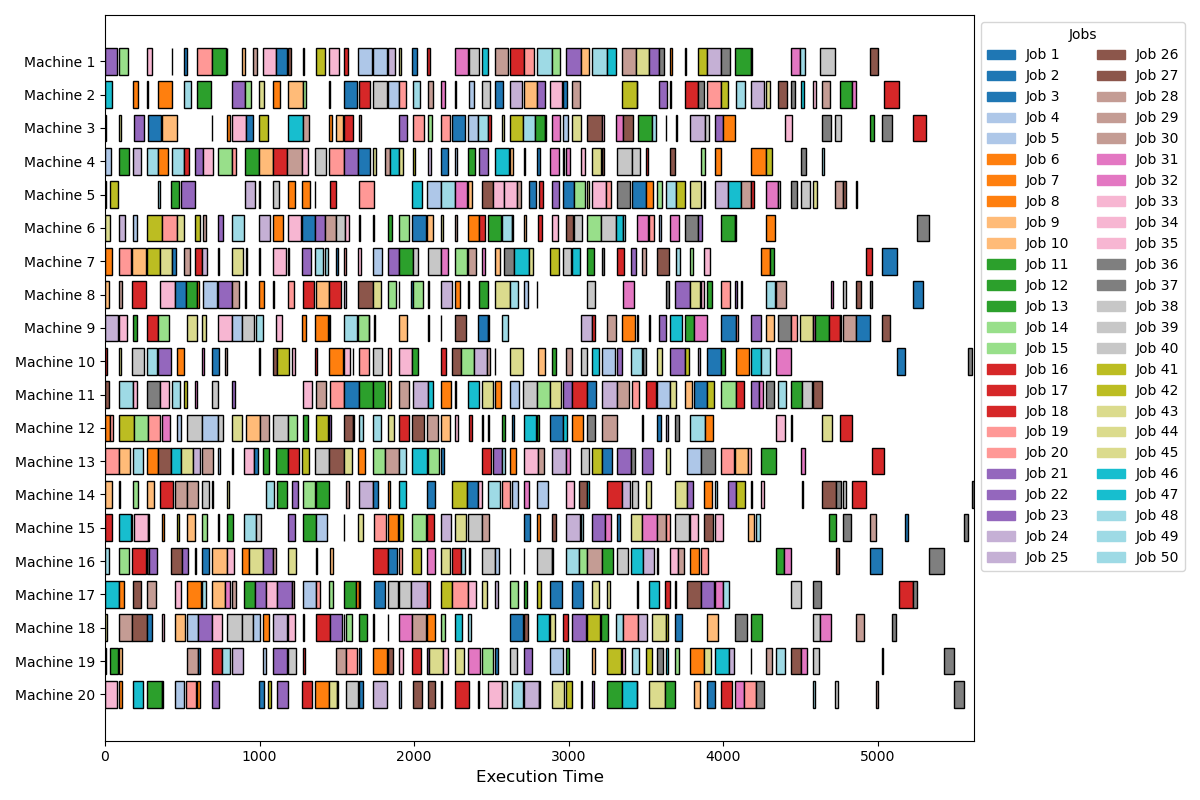 Jobs
Machine 1
Machine 2
Machine 3
Machine 4
Machine 5
Machine 6
Machine 7
Machine 8
Machine 9
Machine 10
Machine 11
Machine 12
Machine 13
Machine 14
Machine 15
Machine 16
Machine 17
Machine 18
Machine 19
Machine 20
0 1000 2000 3000 4000 5000
Execution Time
Job 1 Job 26
Job 2 Job 27
Job 3 Job 28
Job 4 Job 29
Job 5 Job 30
Job 6 Job 31
Job 7 Job 32
Job 8 Job 33
Job 9 Job 34
Job 10 Job 35
Job 11 Job 36
Job 12 Job 37
Job 13 Job 38
Job 14 Job 39
Job 15 Job 40
Job 16 Job 41
Job 17 Job 42
Job 18 Job 43
Job 19 Job 44
Job 20 Job 45
Job 21 Job 46
Job 22 Job 47
Job 23 Job 48
Job 24 Job 49
Job 25 Job 50